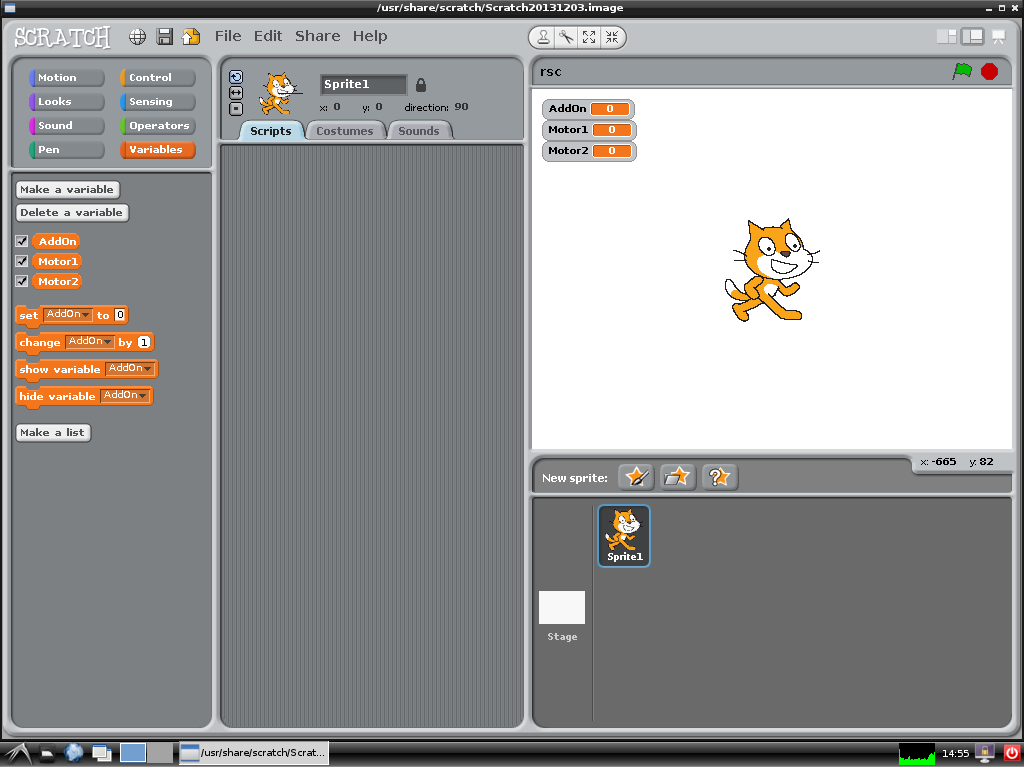 /usr/share/scratch/Scratch20131203.image
SCRATCH File Edit Share Help
Motion Control
Looks Sensing
Sound Operators
Pen Variables
Make a variable
Delete a variable
AddOn
Motor1
Motor2
set AddOn to 0
change AddOn by 1
show variable AddOn
hide variable AddOn
Make a list
Sprite1
x: 0 y: 0 direction: 90
Scripts Costumes Sounds
rsc
AddOn 0
Motor1 0
Motor2 0
x: -665 y: 82
New sprite:
Sprite1
Stage
/usr/share/scratch/Scrat...
14:55